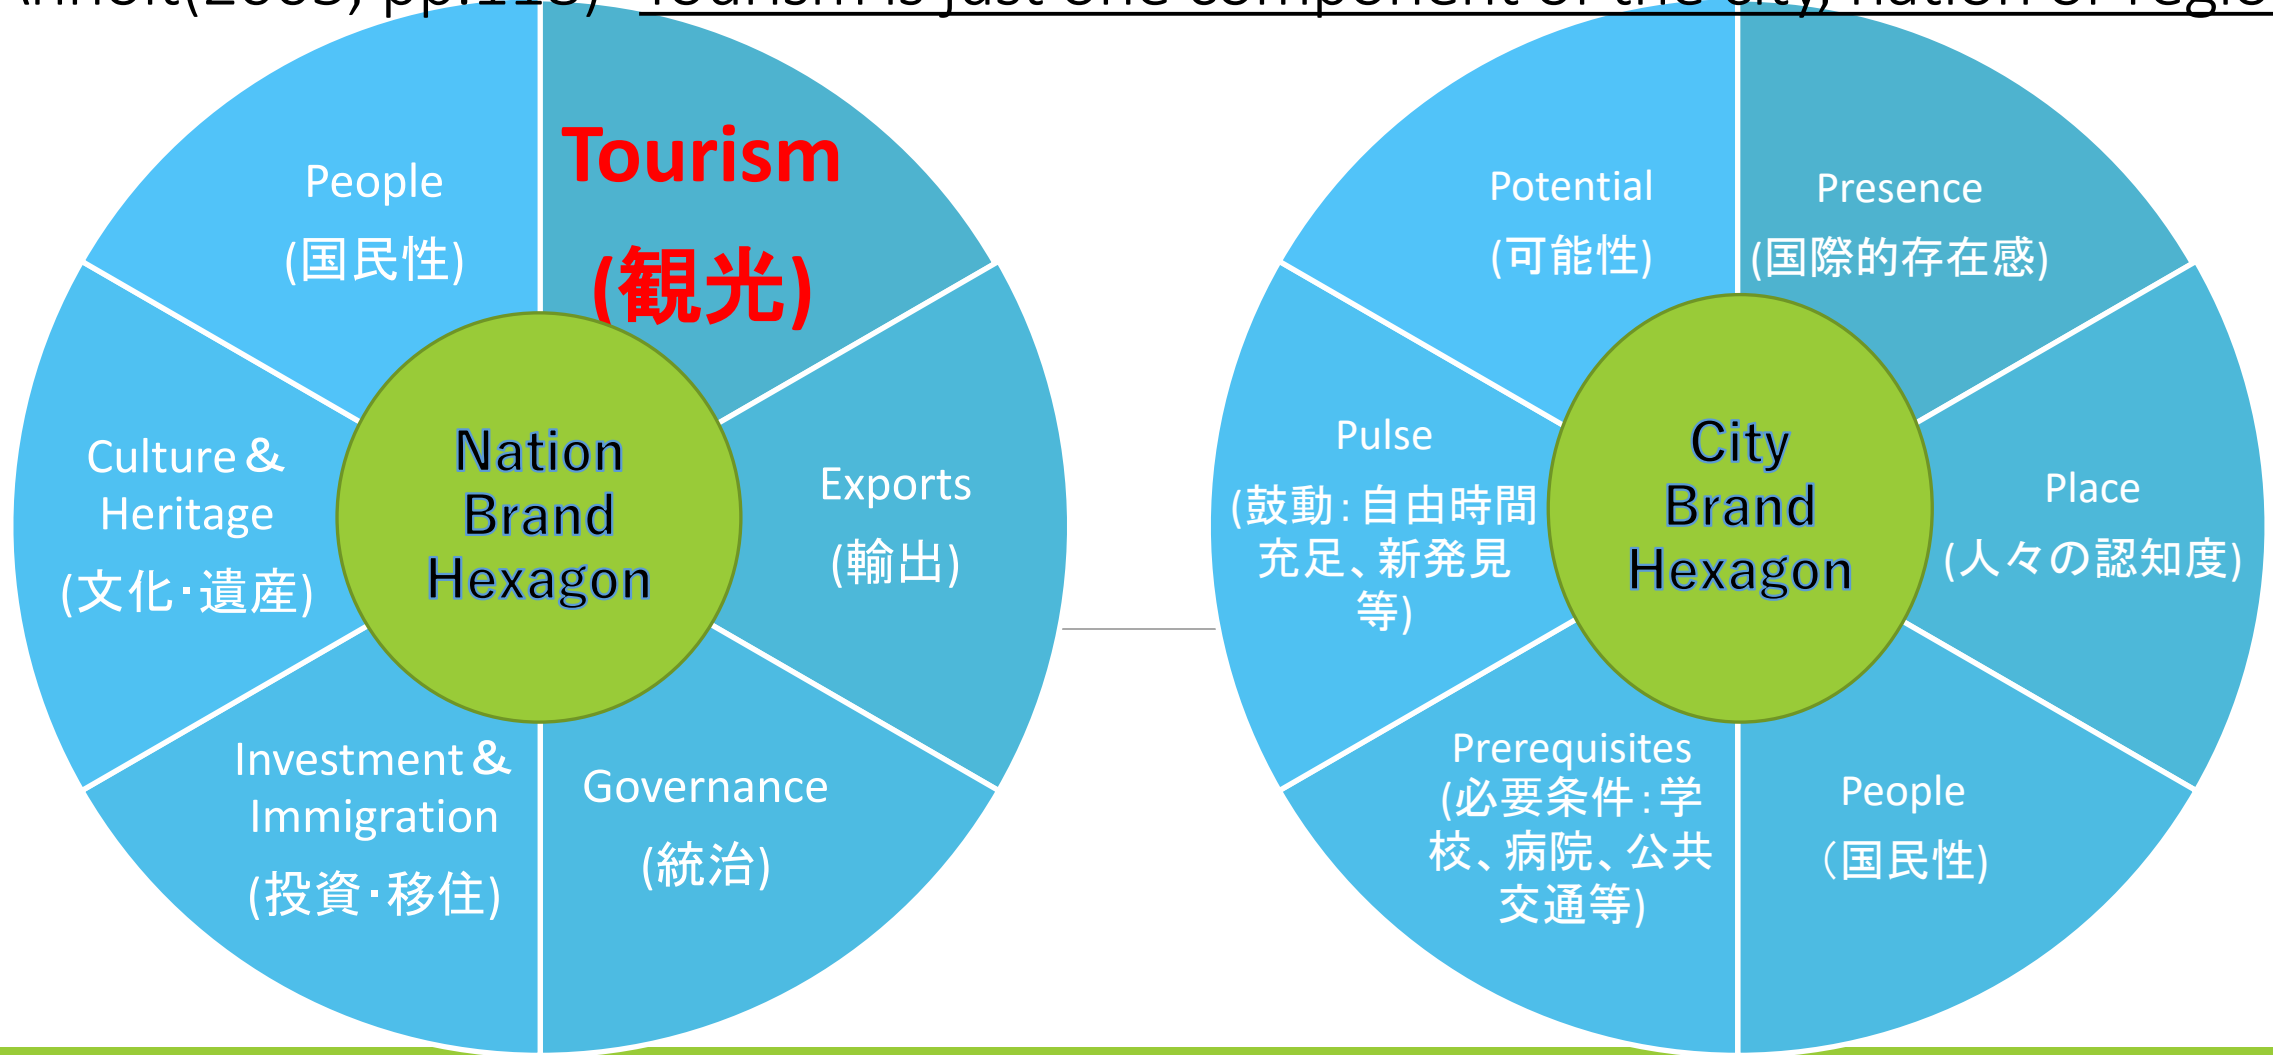 Tourism is just one component of the city, nation or
People
(国民性)
Tourism
(観光)
Culture＆
Heritage
(文化･遺産)
Nation
Brand
Hexagon
Exports
(輸出)
Investment＆
Immigration
(投資･移住)
Governance
(統治)
Potential
(可能性)
Presence
(国際的存在感)
Pulse
(鼓動:自由時間
充足、新発見
等)
City
Brand
Hexagon
Place
(人々の認知度)
Prerequisites
(必要条件:学
校、病院、公共
交通等)
People
（国民性)